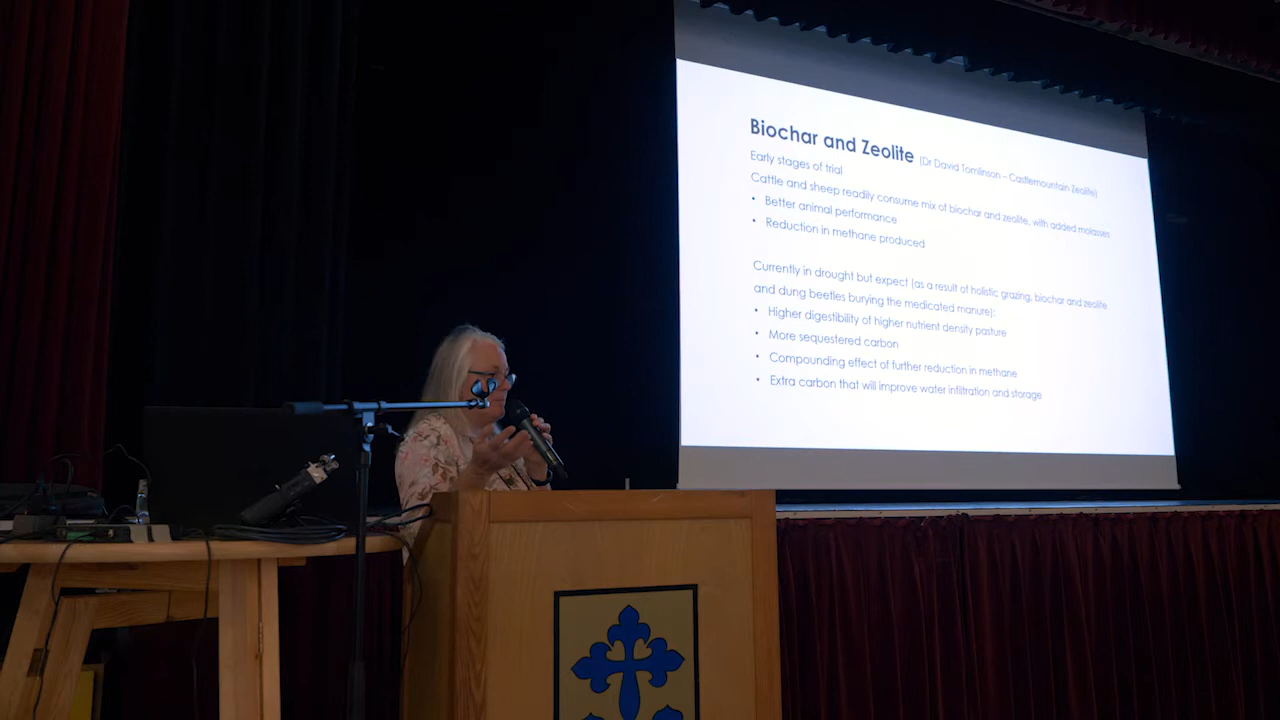 Biochar and Zeolite (Dr David Tomlinson – Castlemountain Zeolite)
Early stages of trial
Cattle and sheep readily consume mix of biochar and zeolite, with added molasses
• Better animal performance
• Reduction in methane produced
Currently in drought but expect (as a result of holistic grazing, biochar and zeolite
and dung beetles burying the medicated manure):
• Higher digestibility of higher nutrient density pasture
• More sequestered carbon
• Compounding effect of further reduction in methane
• Extra carbon that will improve water infiltration and storage